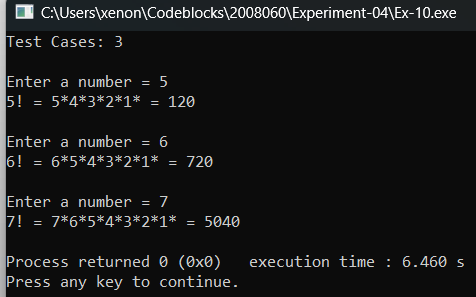 C:\Users\xenon\Codeblocks\2008060\Experiment-04\Ex-10.exe
Test Cases: 3
Enter a number = 5
5! = 5*4*3*2*1* = 120
Enter a number = 6
6! = 6*5*4*3*2*1* = 720
Enter a number = 7
7! = 7*6*5*4*3*2*1* = 5040
Process returned 0 (0x0)   execution time : 6.460 s
Press any key to continue.